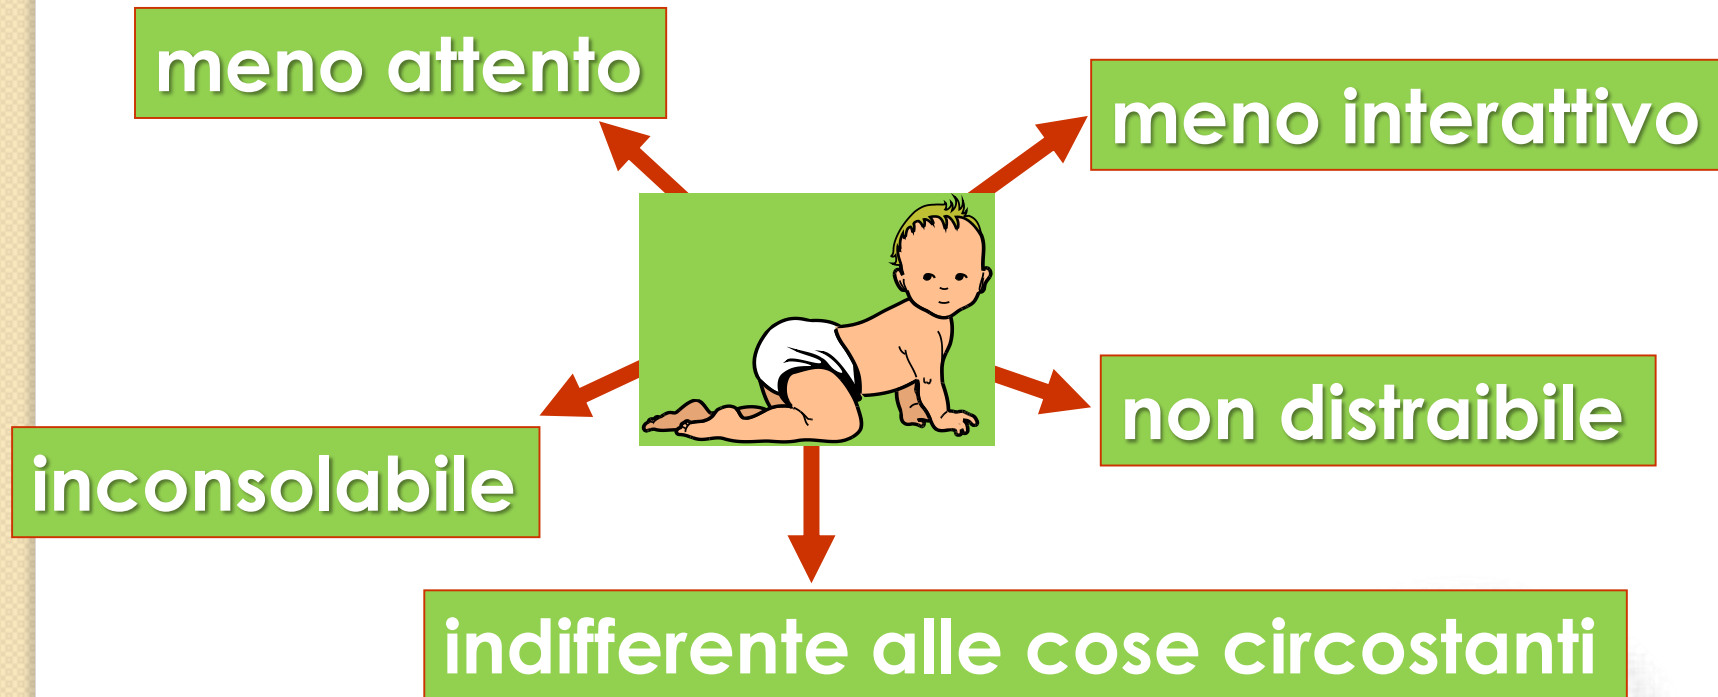 meno attento
meno interattivo
non distraibile
inconsolabile
indifferente alle cose circostanti